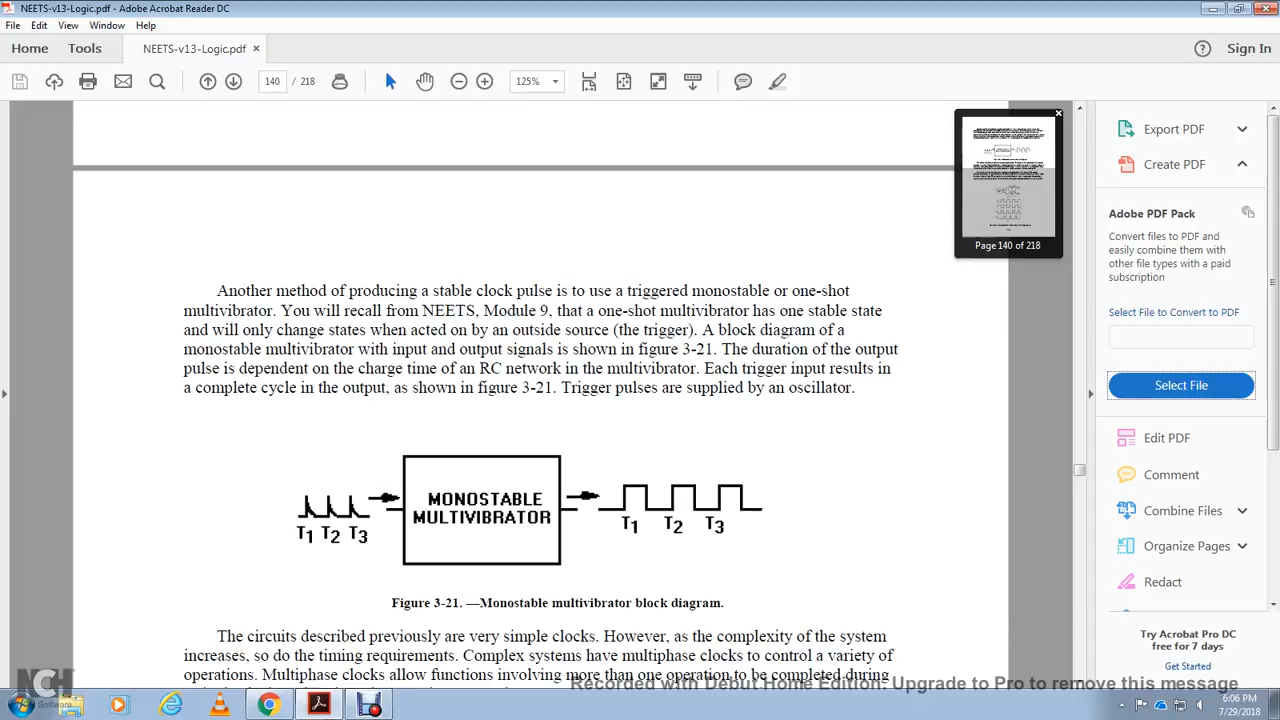 NEETS-v13-Logic.pdf - Adobe Acrobat Reader DC
File Edit View Window Help
Home Tools NEETS-v13-Logic.pdf × Sign In
140 / 218 125%
Page 140 of 218
Export PDF
Create PDF
Adobe PDF Pack
Convert files to PDF and
easily combine them with
other file types with a paid
subscription
Select File to Convert to PDF
Select File
Edit PDF
Comment
Combine Files
Organize Pages
Redact
Try Acrobat Pro DC
free for 7 days
Get Started
Another method of producing a stable clock pulse is to use a triggered monostable or one-shot
multivibrator. You will recall from NEETS, Module 9, that a one-shot multivibrator has one stable state
and will only change states when acted on by an outside source (the trigger). A block diagram of a
monostable multivibrator with input and output signals is shown in figure 3-21. The duration of the output
pulse is dependent on the charge time of an RC network in the multivibrator. Each trigger input results in
a complete cycle in the output, as shown in figure 3-21. Trigger pulses are supplied by an oscillator.
MONOSTABLE
MULTIVIBRATOR
T1 T2 T3
T1 T2 T3
Figure 3-21. —Monostable multivibrator block diagram.
The circuits described previously are very simple clocks. However, as the complexity of the system
increases, so do the timing requirements. Complex systems have multiphase clocks to control a variety of
operations. Multiphase clocks allow functions involving more than one operation to be completed during
Recorded with Debut Home Edition. Upgrade to Pro to remove this message
NCH
Software
6:06 PM
7/29/2018